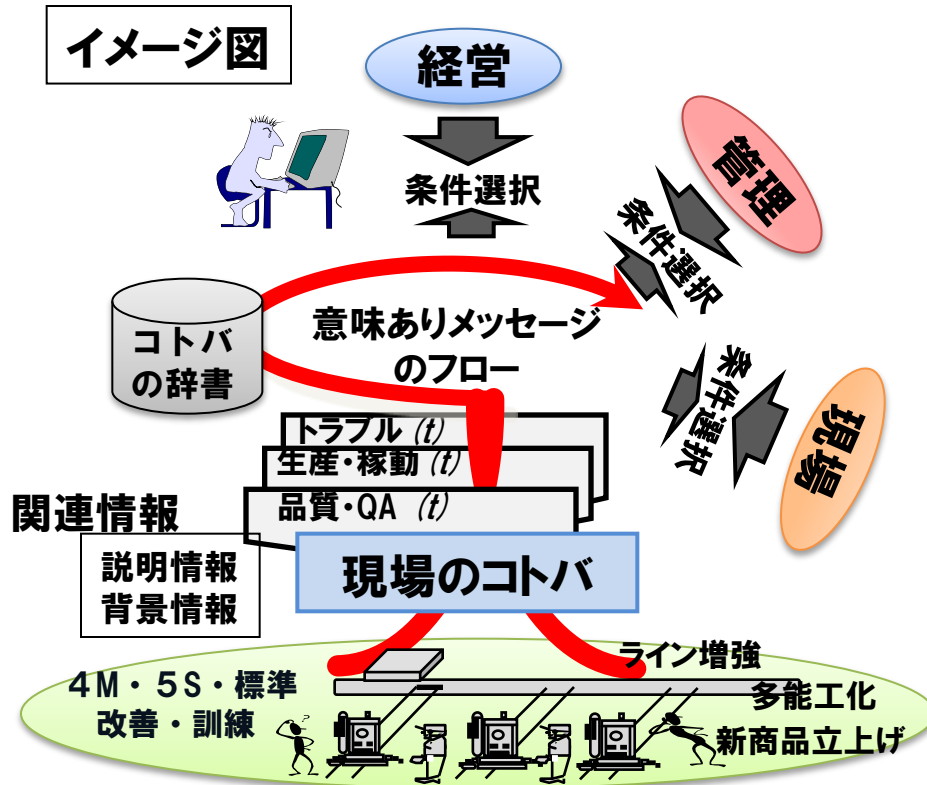 イメージ図
経営
条件選択
管理
条件選択
意味ありメッセージ
のフロー
コトバ
の辞書
条件選択
現場
トラブル (t)
生産・稼動 (t)
品質・QA (t)
関連情報
説明情報
背景情報
現場のコトバ
ライン増強
4M・5S・標準
多能工化
改善・訓練
新商品立上げ
?